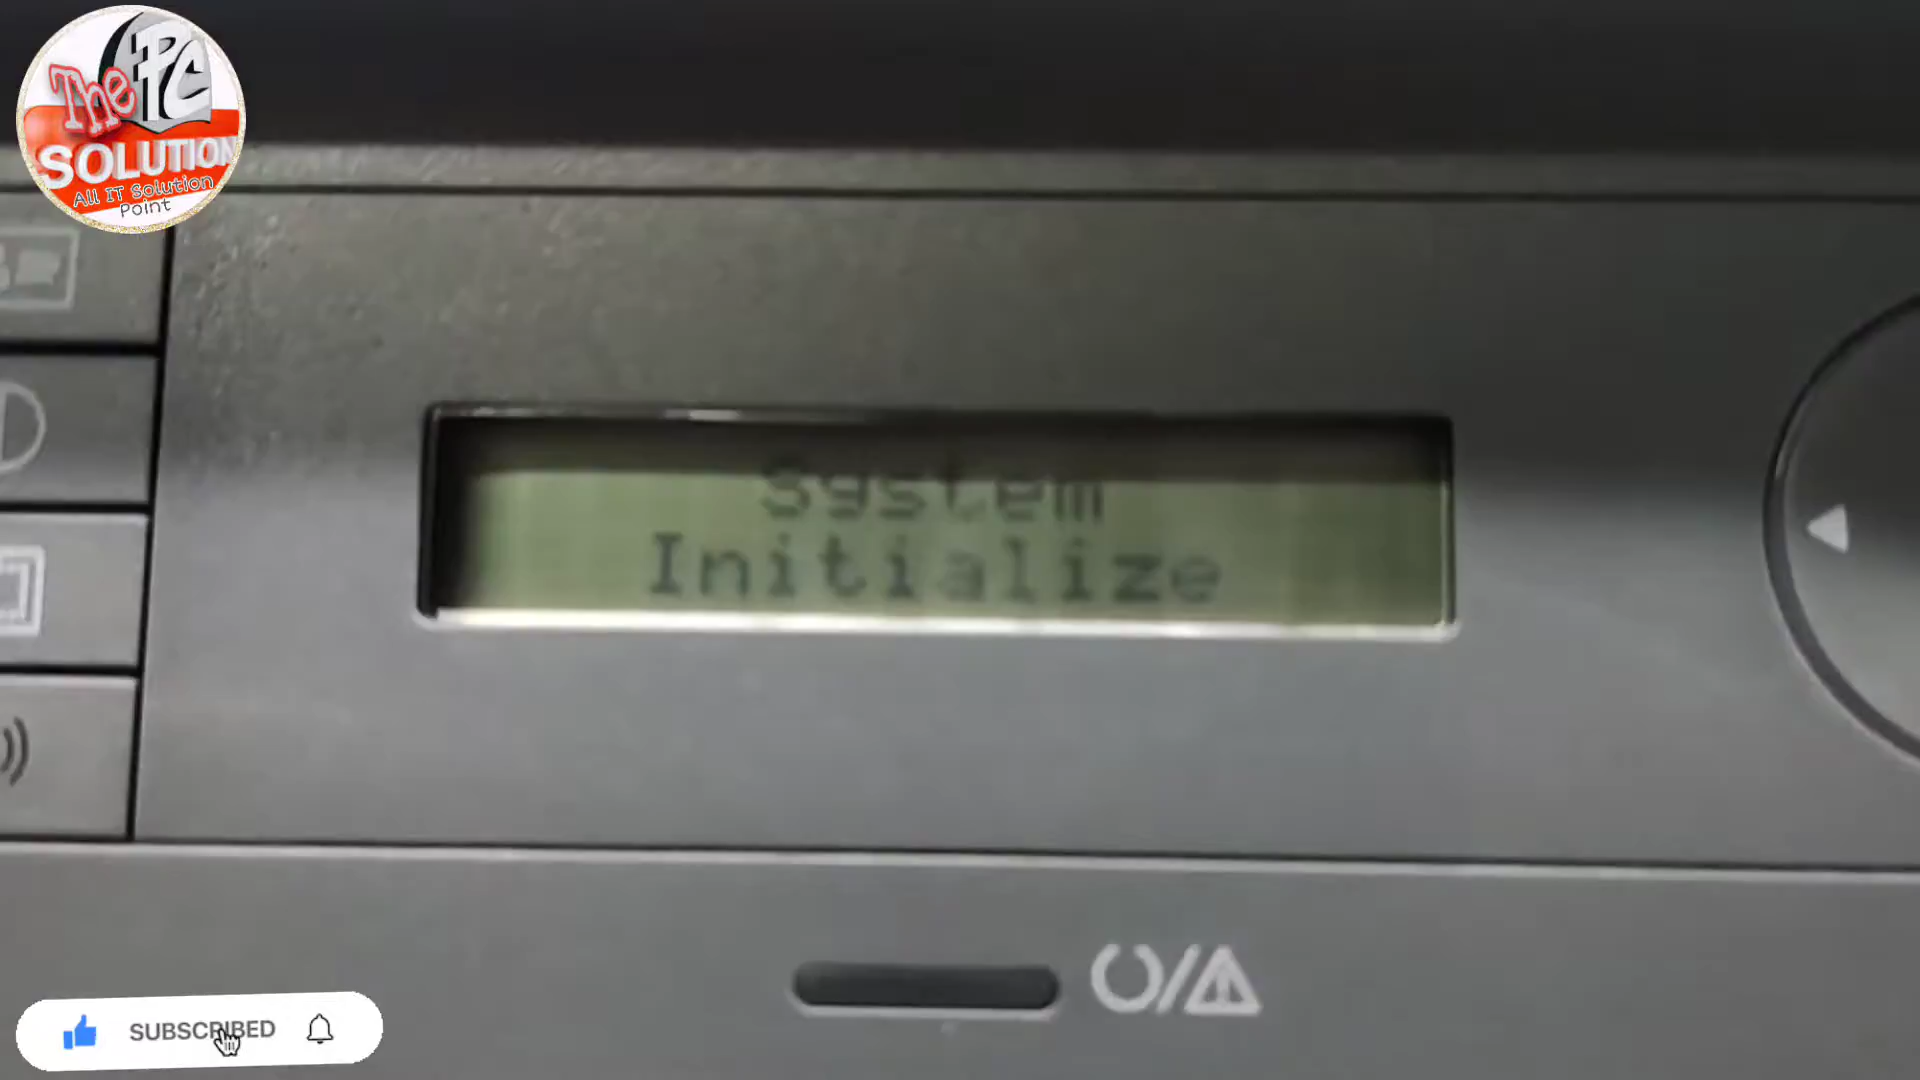 The PC
SOLUTION
All IT Solution
Point
System
Initialize
SUBSCRIBED